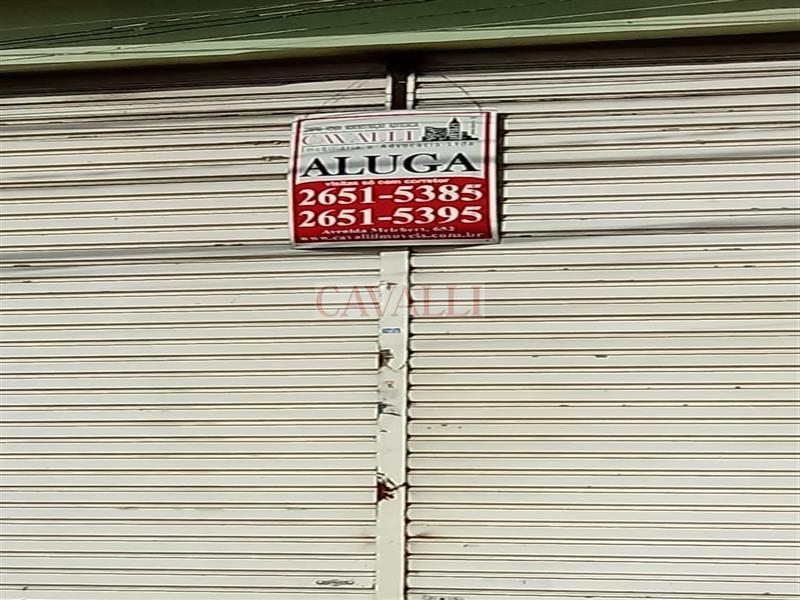 CAVALLI
Imobiliária e Advocacia Ltda
ALUGA
visitas só com corretor
2651-5385
2651-5395
Avenida Melchert, 652
www.cavalliimoveis.com.br
CAVALLI